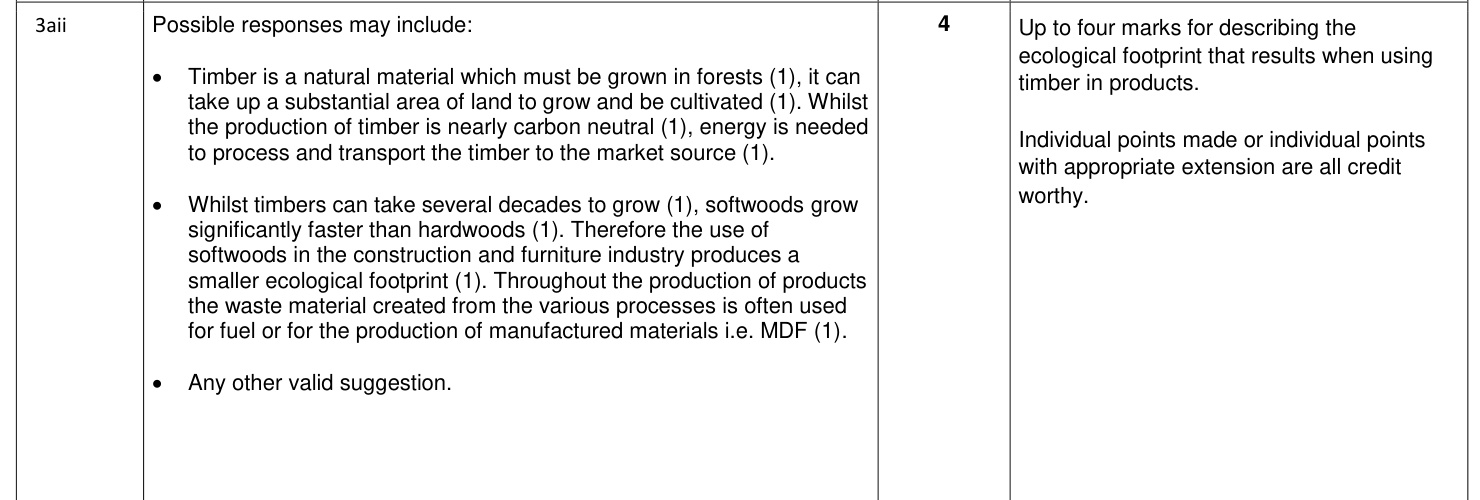 3aii
Possible responses may include:
• Timber is a natural material which must be grown in forests (1), it can
take up a substantial area of land to grow and be cultivated (1). Whilst
the production of timber is nearly carbon neutral (1), energy is needed
to process and transport the timber to the market source (1).
• Whilst timbers can take several decades to grow (1), softwoods grow
significantly faster than hardwoods (1). Therefore the use of
softwoods in the construction and furniture industry produces a
smaller ecological footprint (1). Throughout the production of products
the waste material created from the various processes is often used
for fuel or for the production of manufactured materials i.e. MDF (1).
• Any other valid suggestion.
4
Up to four marks for describing the
ecological footprint that results when using
timber in products.
Individual points made or individual points
with appropriate extension are all credit
worthy.